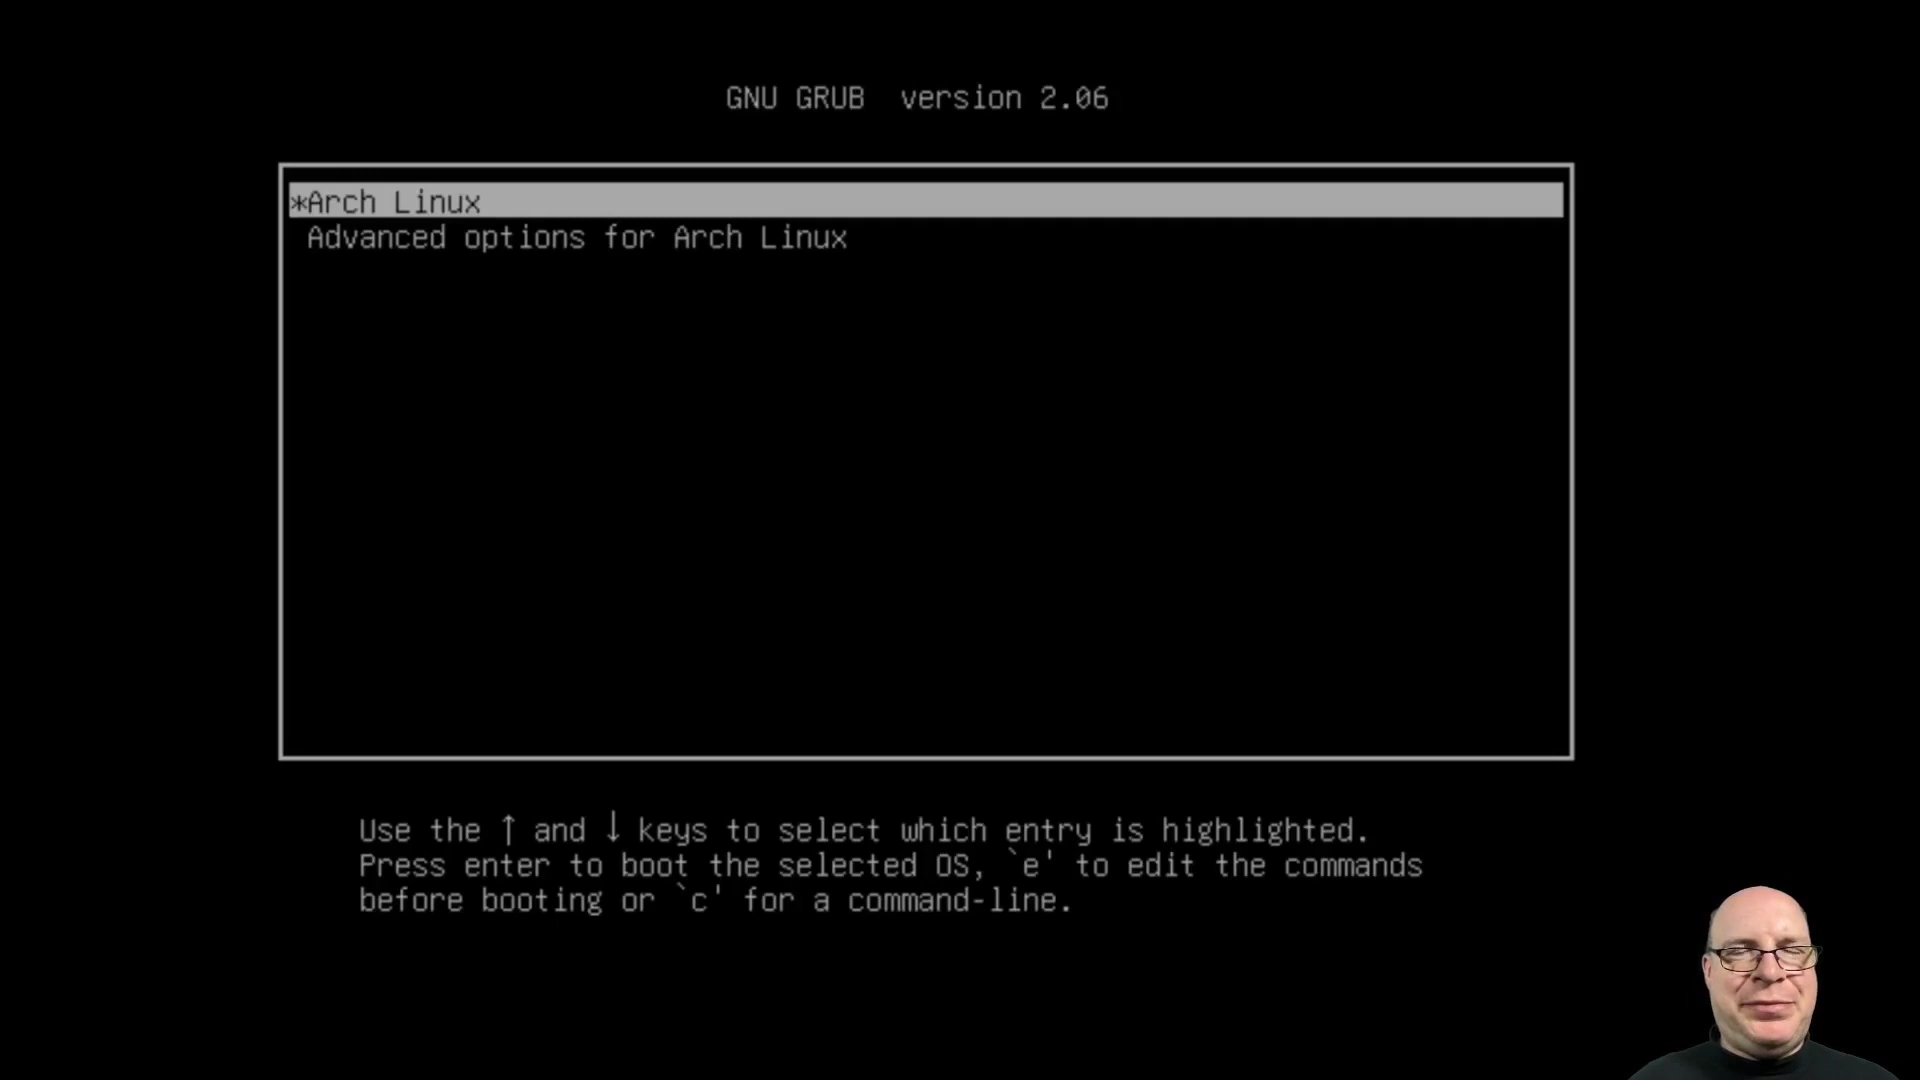 GNU GRUB  version 2.06
*Arch Linux
Advanced options for Arch Linux
Use the ↑ and ↓ keys to select which entry is highlighted.
Press enter to boot the selected OS, `e' to edit the commands
before booting or `c' for a command-line.